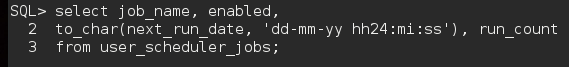 SQL> select job_name, enabled,
  2  to_char(next_run_date, 'dd-mm-yy hh24:mi:ss'), run_count
  3  from user_scheduler_jobs;